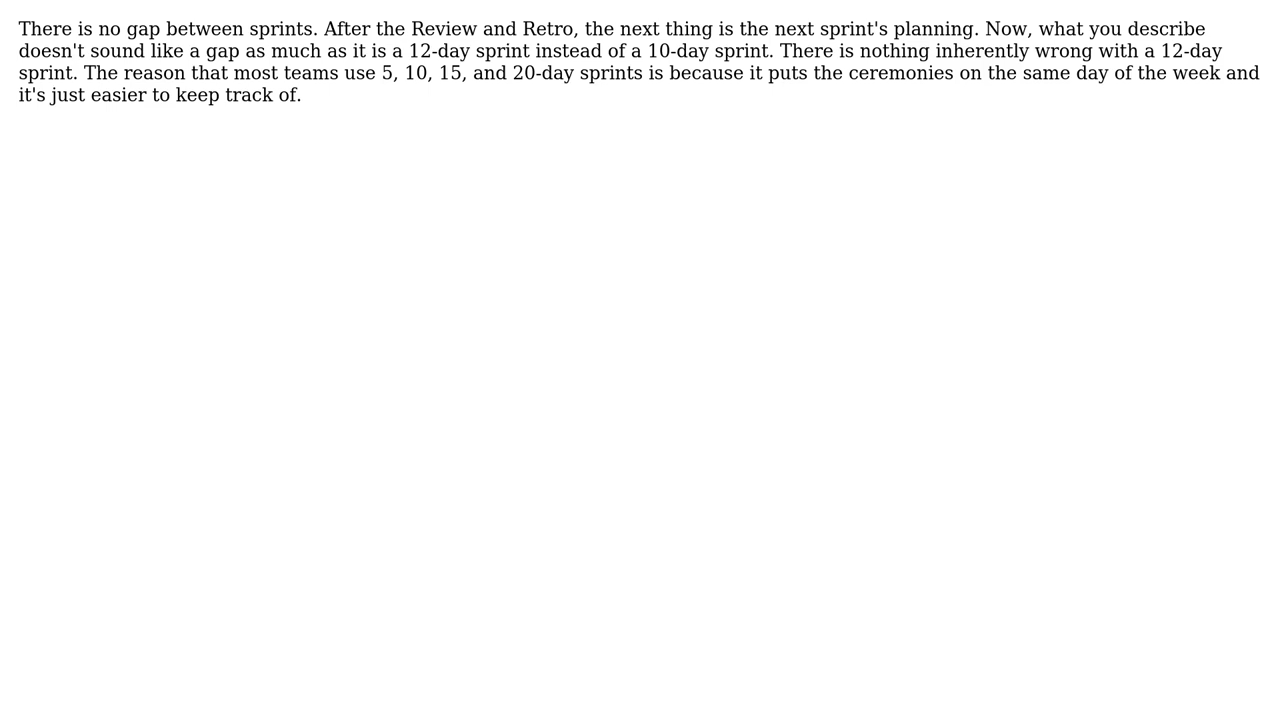 There is no gap between sprints. After the Review and Retro, the next thing is the next sprint's planning. Now, what you describe
doesn't sound like a gap as much as it is a 12-day sprint instead of a 10-day sprint. There is nothing inherently wrong with a 12-day
sprint. The reason that most teams use 5, 10, 15, and 20-day sprints is because it puts the ceremonies on the same day of the week and
it's just easier to keep track of.